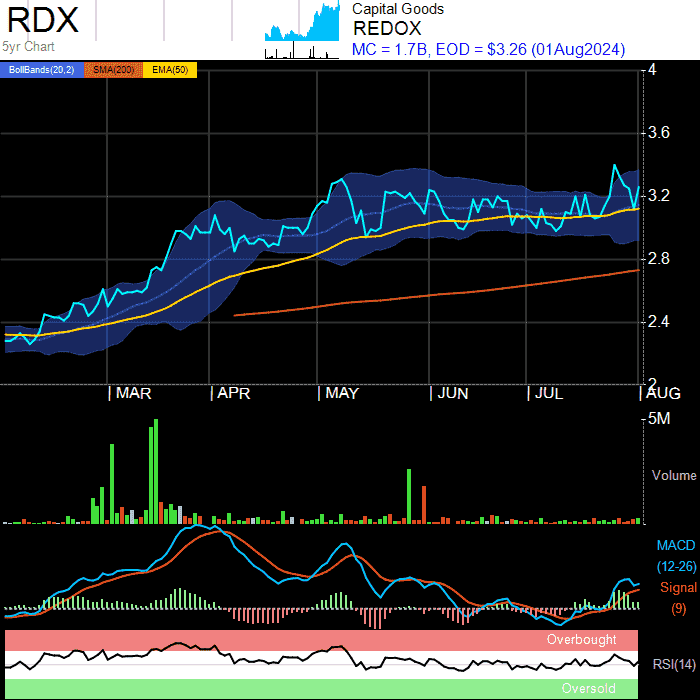 RDX
5yr Chart
Capital Goods
REDOX
MC = 1.7B, EOD = $3.26 (01Aug2024)
BollBands(20,2) SMA(200) EMA(50)
4
3.6
3.2
2.8
2.4
2
MAR APR MAY JUN JUL AUG
5M
Volume
MACD
(12-26)
Signal
(9)
Overbought
RSI(14)
Oversold